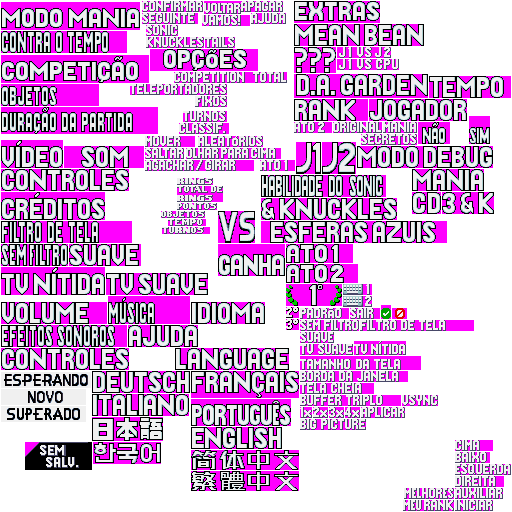 MODO MANIA
CONTRA O TEMPO
COMPETIÇÃO
OBJETOS
DURAÇÃO DA PARTIDA
VÍDEO SOM
CONTROLES
CRÉDITOS
FILTRO DE TELA
SEM FILTRO SUAVE
TV NÍTIDA TV SUAVE
VOLUME MÚSICA IDIOMA
EFEITOS SONOROS AJUDA
CONTROLES LANGUAGE
ESPERANDO
NOVO
SUPERADO
DEUTSCH FRANÇAIS
ITALIANO
PORTUGUÊS
日本語
ENGLISH
한국어
简体中文
繁體中文
SEM
SALV.
CONFIRMAR VOLTAR APAGAR
SEGUINTE VAMOS! AJUDA
SONIC
KNUCKLES TAILS
OPÇÕES
COMPETITION TOTAL
TELEPORTADORES
FIXOS
TURNOS
CLASSIF.
MOVER ALEATÓRIOS
SALTAR OLHAR PARA CIMA
AGACHAR / GIRAR ATO 1
RINGS
TOTAL DE
RINGS
PONTOS
OBJETOS
TEMPO
TURNOS
VS
GANHA
EXTRAS
MEAN BEAN
??? J1 VS J2
J1 VS CPU
D.A. GARDEN TEMPO
RANK JOGADOR
ATO 2 ORIGINAL MANIA
SECRETOS NÃO SIM
J1 J2 MODO DEBUG
HABILIDADE DO SONIC MANIA
& KNUCKLES CD 3 & K
ESFERAS AZUIS
ATO 1
ATO 2
1º 1
2
2º PADRÃO SAIR
3º SEM FILTRO FILTRO DE TELA
SUAVE
TV SUAVE TV NÍTIDA
TAMANHO DA TELA
BORDA DA JANELA
TELA CHEIA
BUFFER TRIPLO VSYNC
1x 2x 3x 4x APLICAR
BIG PICTURE
CIMA
BAIXO
ESQUERDA
DIREITA
MELHORES AUXILIAR
MEU RANK INICIAR